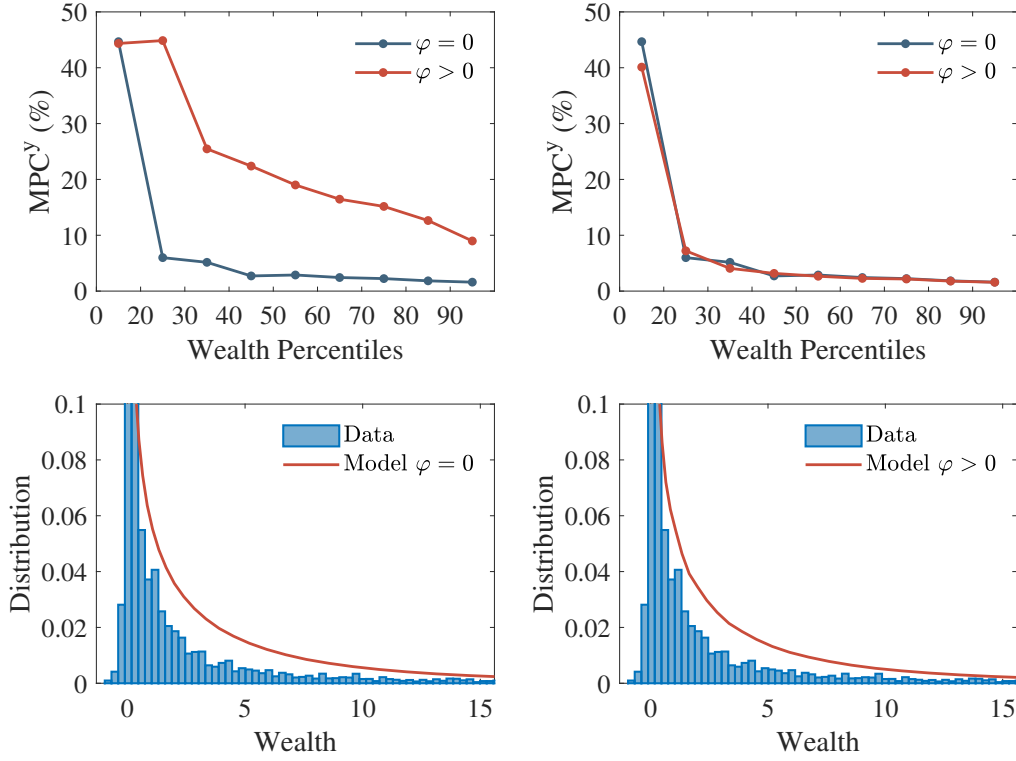 50
40
30
20
10
0
MPC^y (%)
φ = 0
φ > 0
0 20 30 40 50 60 70 80 90
Wealth Percentiles
50
40
30
20
10
0
MPC^y (%)
φ = 0
φ > 0
0 20 30 40 50 60 70 80 90
Wealth Percentiles
0.1
0.08
0.06
0.04
0.02
0
Distribution
Data
Model φ = 0
0 5 10 15
Wealth
0.1
0.08
0.06
0.04
0.02
0
Distribution
Data
Model φ > 0
0 5 10 15
Wealth